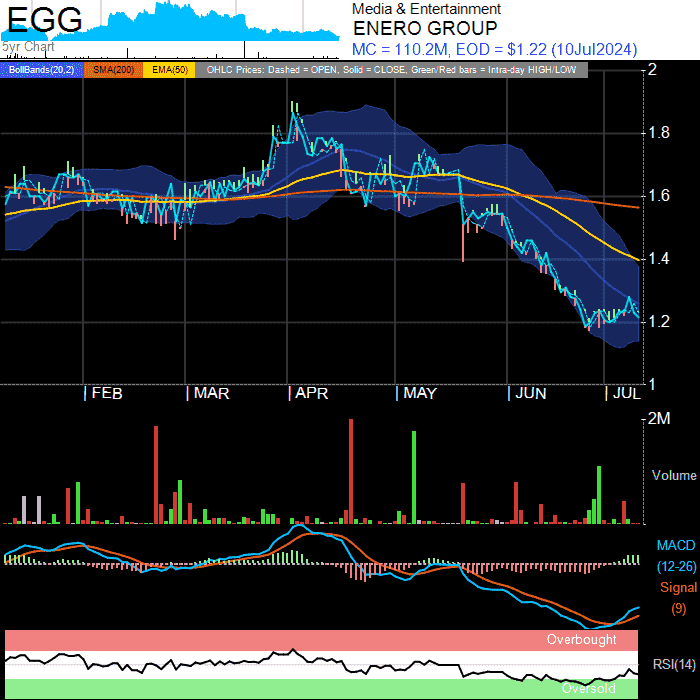 EGG
5yr Chart
Media & Entertainment
ENERO GROUP
MC = 110.2M, EOD = $1.22 (10Jul2024)
BollBands(20,2) SMA(200) EMA(50) OHLC Prices: Dashed = OPEN, Solid = CLOSE, Green/Red bars = Intra-day HIGH/LOW
2
1.8
1.6
1.4
1.2
1
FEB MAR APR MAY JUN JUL
2M
Volume
MACD
(12-26)
Signal
(9)
Overbought
RSI(14)
Oversold